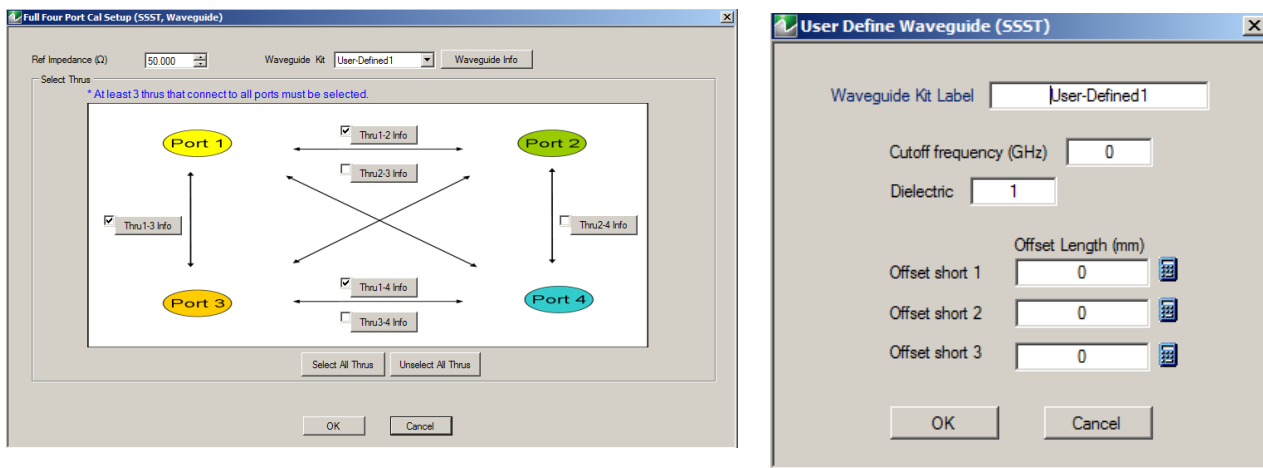 Full Four Port Cal Setup (SSST, Waveguide)
Ref Impedance (Ω) 50.000 Waveguide Kit User-Defined1 Waveguide Info
Select Thrus
* At least 3 thrus that connect to all ports must be selected.
Port 1 Thru1-2 Info Port 2
Thru2-3 Info
Thru1-3 Info Thru2-4 Info
Port 3 Thru1-4 Info Port 4
Thru3-4 Info
Select All Thrus Unselect All Thrus
OK Cancel
User Define Waveguide (SSST)
Waveguide Kit Label User-Defined1
Cutoff frequency (GHz) 0
Dielectric 1
Offset Length (mm)
Offset short 1 0
Offset short 2 0
Offset short 3 0
OK Cancel